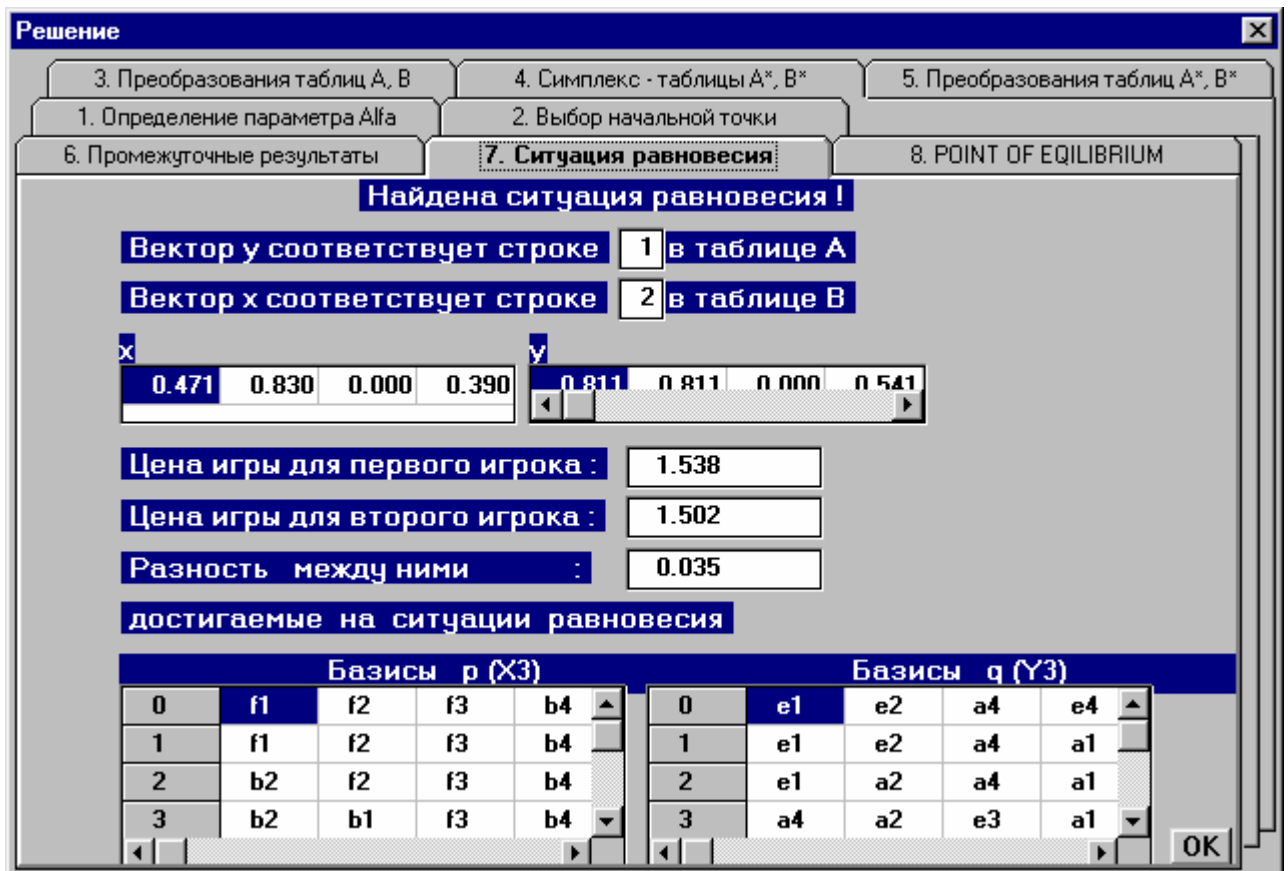 Решение
3. Преобразования таблиц A, B 4. Симплекс - таблицы A*, B* 5. Преобразования таблиц A*, B*
1. Определение параметра Alfa 2. Выбор начальной точки
6. Промежуточные результаты 7. Ситуация равновесия 8. POINT OF EQILIBRIUM
Найдена ситуация равновесия !
Вектор y соответствует строке 1 в таблице A
Вектор x соответствует строке 2 в таблице B
x y
0.471 0.830 0.000 0.390 0.811 0.811 0.000 0.541
Цена игры для первого игрока : 1.538
Цена игры для второго игрока : 1.502
Разность между ними : 0.035
достигаемые на ситуации равновесия
Базисы p (X3) Базисы q (Y3)
0 f1 f2 f3 b4 0 e1 e2 a4 e4
1 f1 f2 f3 b4 1 e1 e2 a4 a1
2 b2 f2 f3 b4 2 e1 a2 a4 a1
3 b2 b1 f3 b4 3 a4 a2 e3 a1
OK